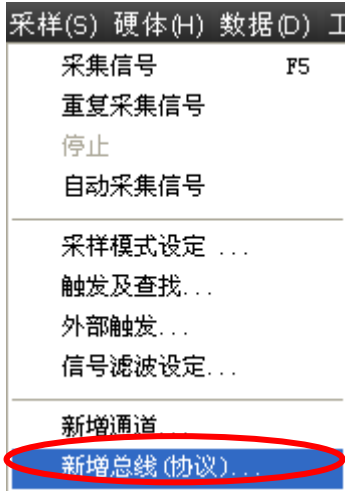 采样(S) 硬体(H) 数据(D) 工
采集信号 F5
重复采集信号
停止
自动采集信号
采样模式设定 ...
触发及查找...
外部触发...
信号滤波设定...
新增通道...
新增总线(协议)...